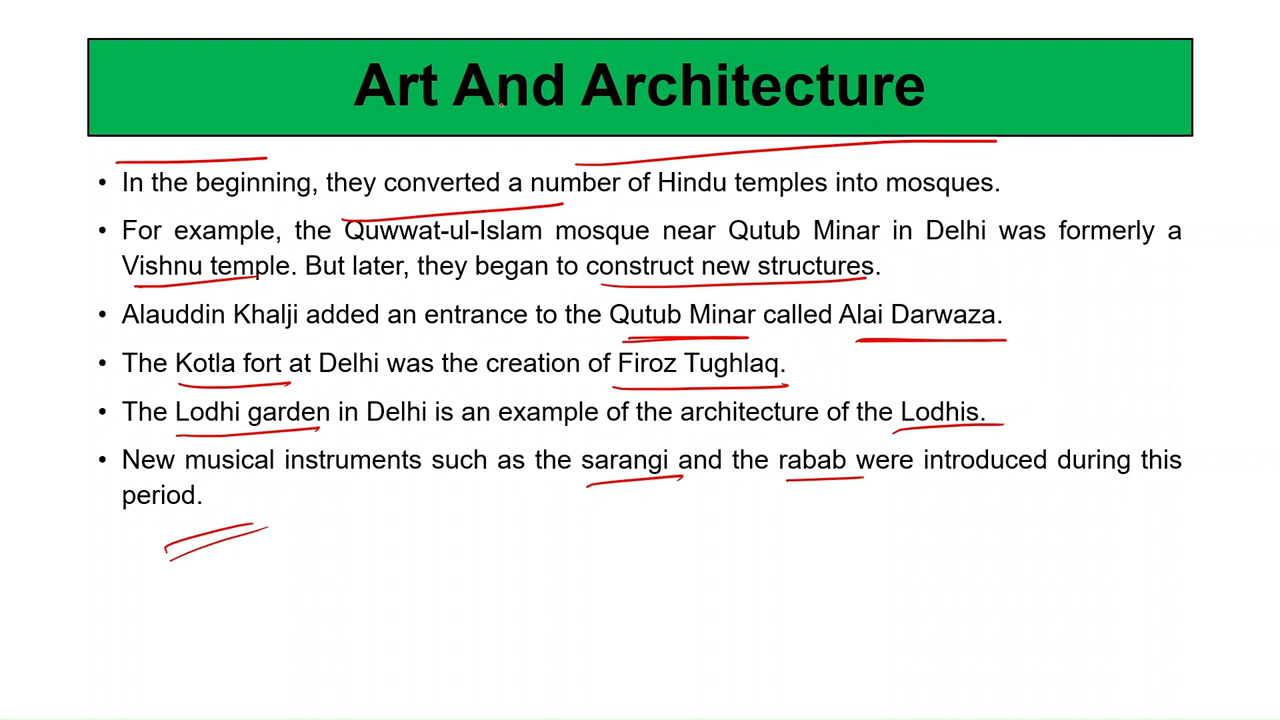 Art And Architecture
• In the beginning, they converted a number of Hindu temples into mosques.
• For example, the Quwwat-ul-Islam mosque near Qutub Minar in Delhi was formerly a
Vishnu temple. But later, they began to construct new structures.
• Alauddin Khalji added an entrance to the Qutub Minar called Alai Darwaza.
• The Kotla fort at Delhi was the creation of Firoz Tughlaq.
• The Lodhi garden in Delhi is an example of the architecture of the Lodhis.
• New musical instruments such as the sarangi and the rabab were introduced during this
period.